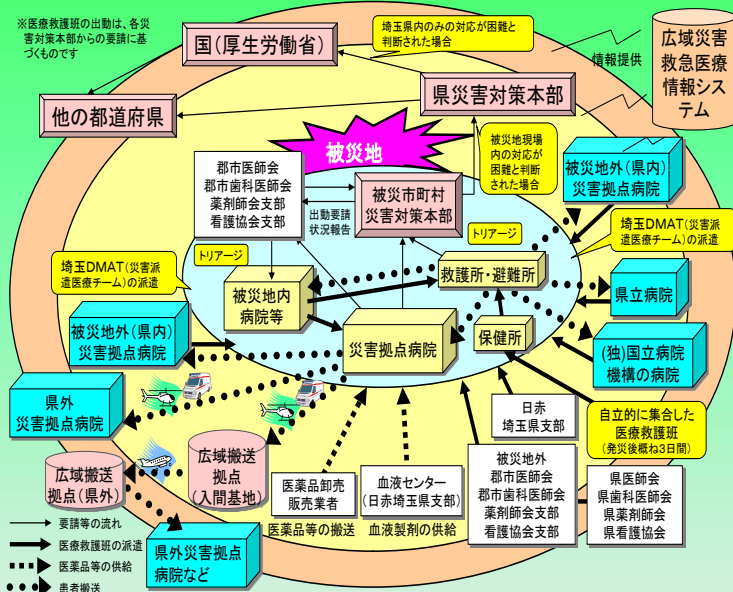 ※医療救護班の出動は、各災
害対策本部からの要請に基
づくものです
国(厚生労働省)
埼玉県内のみの対応が困難と
判断された場合
情報提供
広域災害
救急医療
情報シス
テム
他の都道府県
県災害対策本部
被災地
被災地現場
内の対応が
困難と判断
された場合
郡市医師会
郡市歯科医師会
薬剤師会支部
看護協会支部
出動要請
状況報告
被災市町村
災害対策本部
被災地外(県内)
災害拠点病院
埼玉DMAT(災害派
遣医療チーム)の派遣
トリアージ
トリアージ
埼玉DMAT(災害派
遣医療チーム)の派遣
被災地内
病院等
救護所・避難所
県立病院
被災地外(県内)
災害拠点病院
災害拠点病院
保健所
(独)国立病院
機構の病院
県外
災害拠点病院
日赤
埼玉県支部
自立的に集合した
医療救護班
(発災後概ね3日間)
広域搬送
拠点(県外)
広域搬送
拠点
(入間基地)
医薬品卸売
販売業者
医薬品等の搬送
血液センター
(日赤埼玉県支部)
血液製剤の供給
被災地外
郡市医師会
郡市歯科医師会
薬剤師会支部
看護協会支部
県医師会
県歯科医師会
県薬剤師会
県看護協会
県外災害拠点
病院など
要請等の流れ
医療救護班の派遣
医薬品等の供給
患者搬送